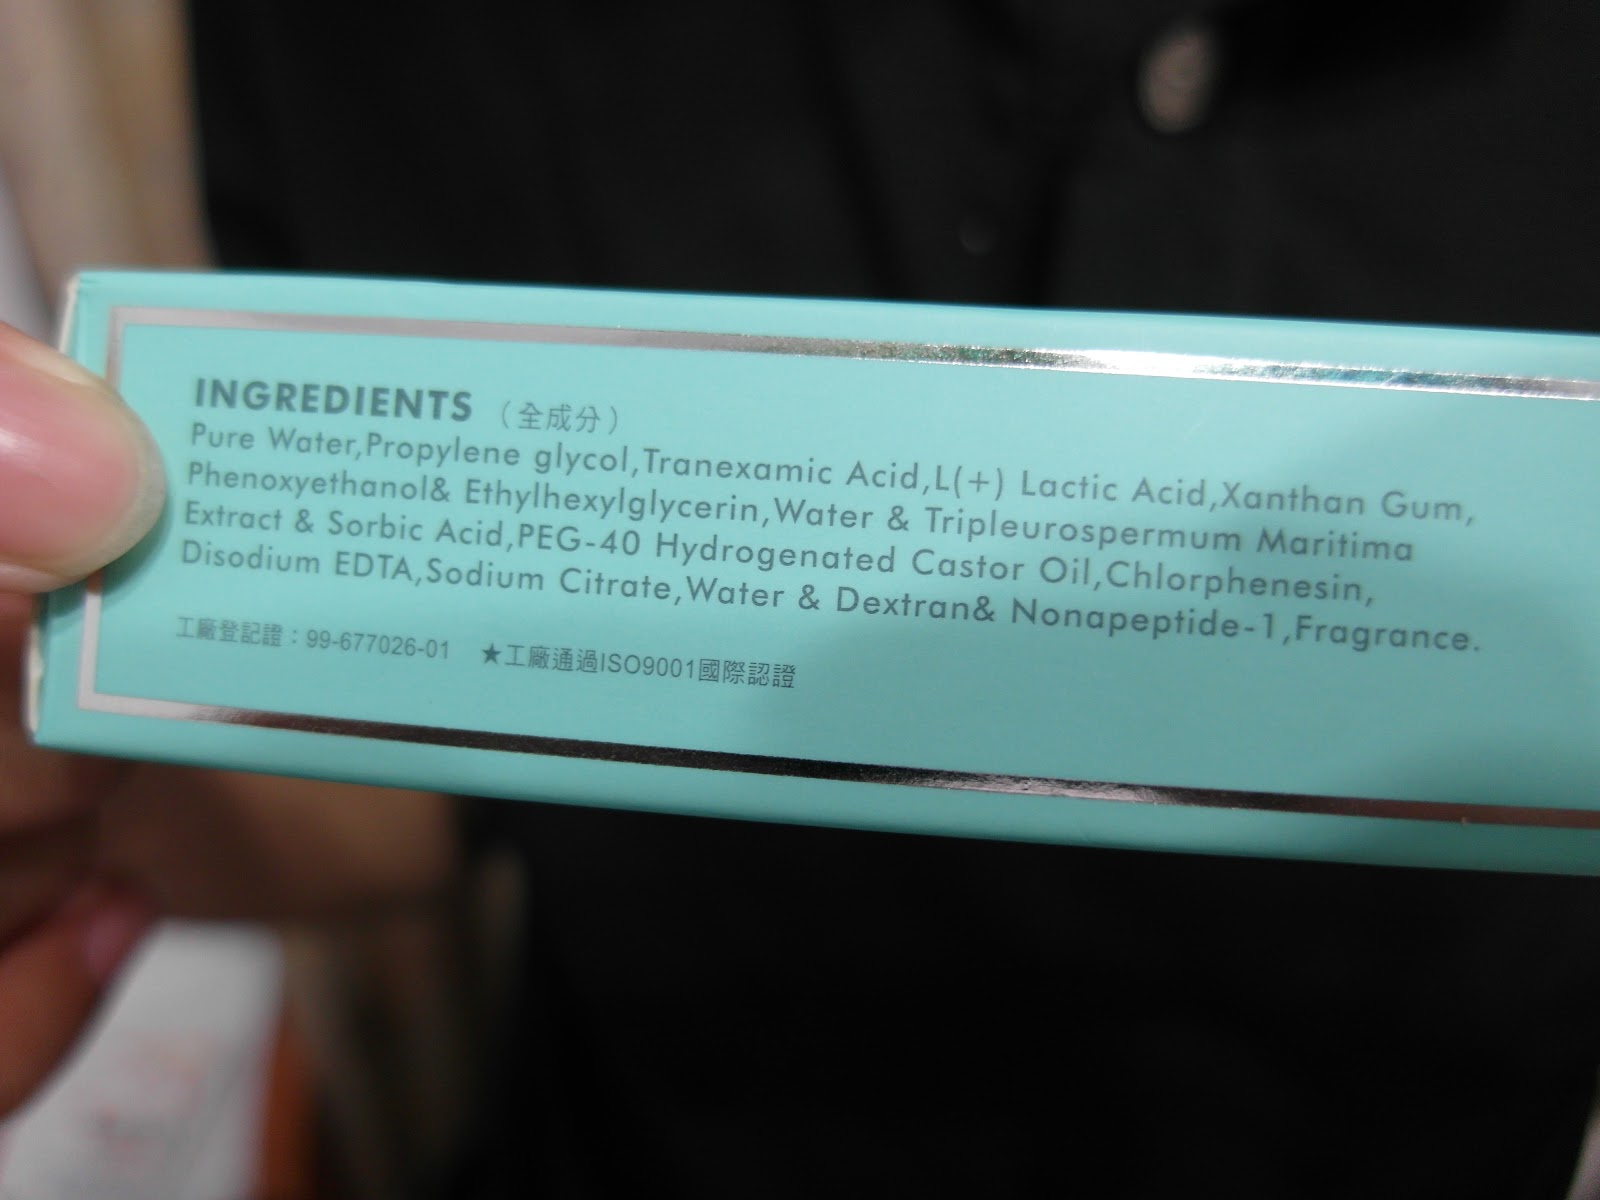 INGREDIENTS （全成分）
Pure Water,Propylene glycol,Tranexamic Acid,L(+) Lactic Acid,Xanthan Gum,
Phenoxyethanol& Ethylhexylglycerin,Water & Tripleurospermum Maritima
Extract & Sorbic Acid,PEG-40 Hydrogenated Castor Oil,Chlorphenesin,
Disodium EDTA,Sodium Citrate,Water & Dextran& Nonapeptide-1,Fragrance.
工廠登記證：99-677026-01 ★工廠通過ISO9001國際認證